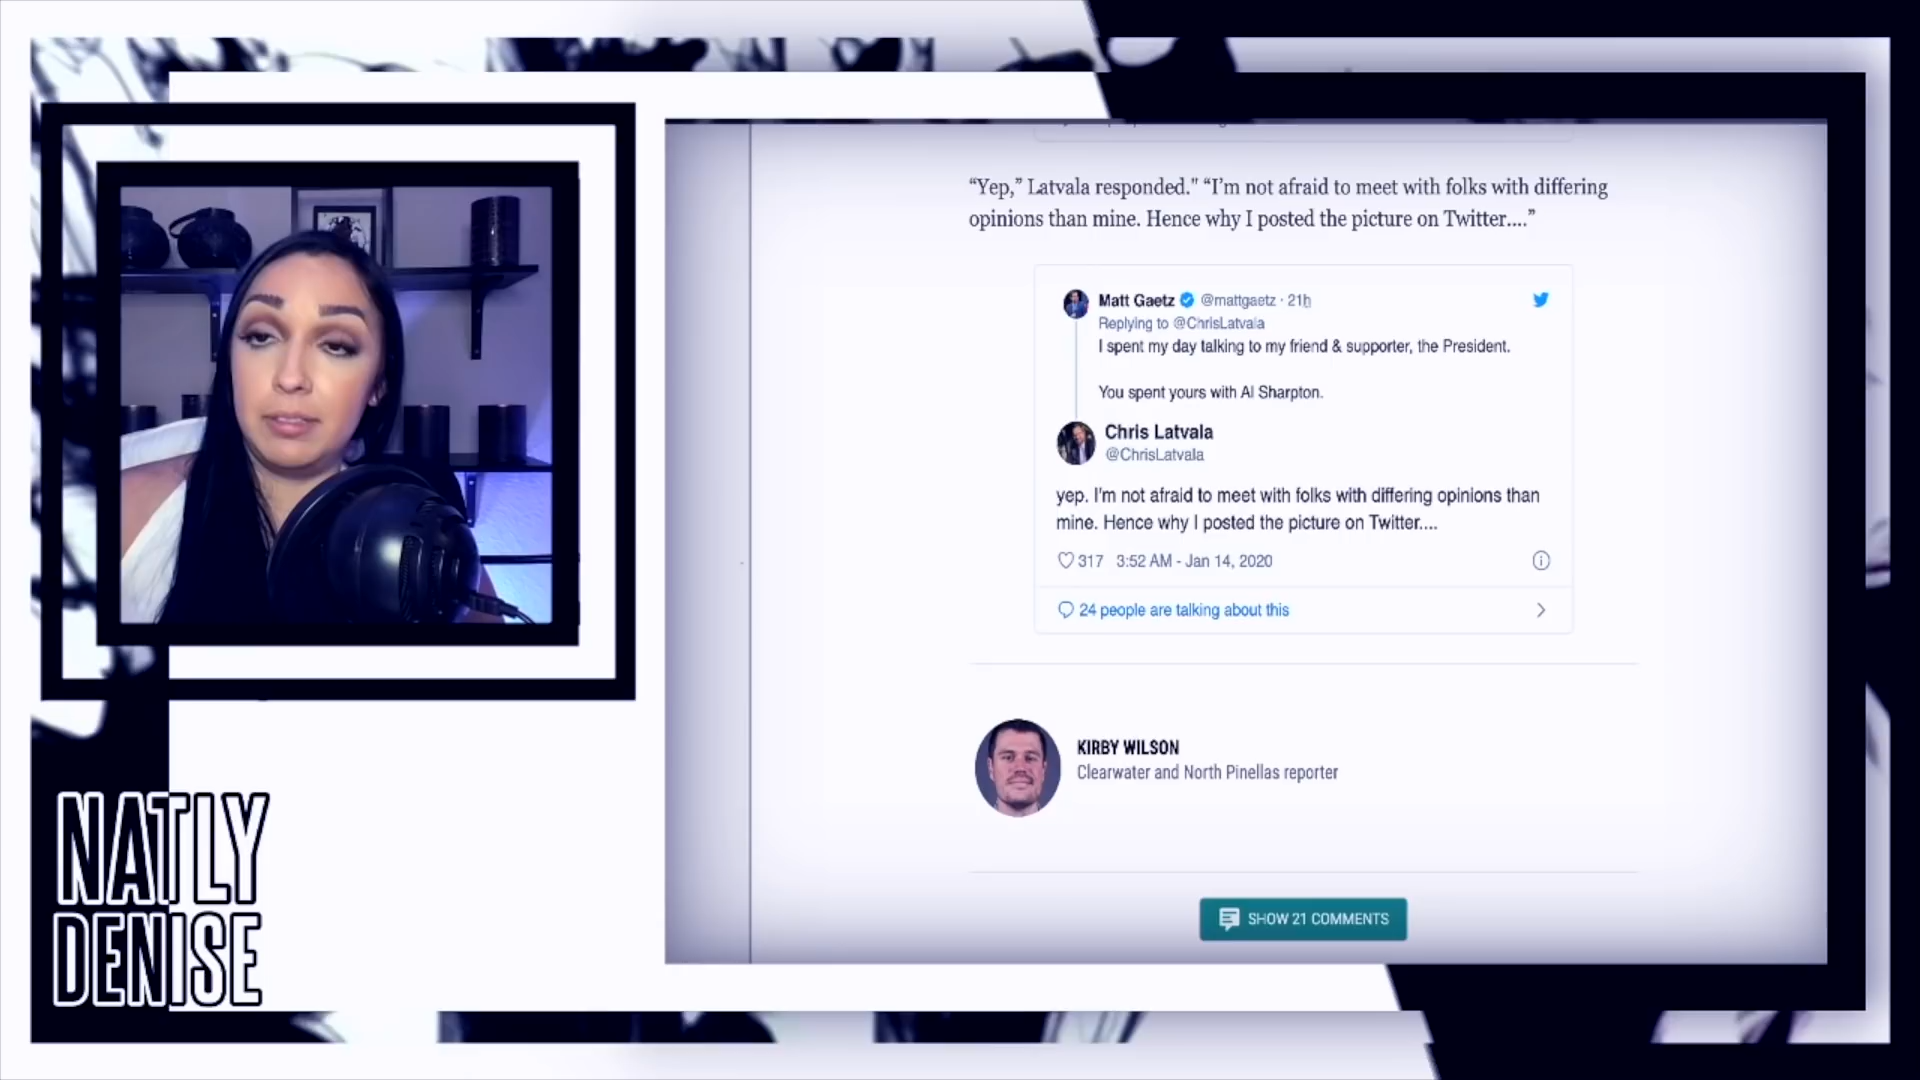 “Yep,” Latvala responded." “I’m not afraid to meet with folks with differing
opinions than mine. Hence why I posted the picture on Twitter....”
Matt Gaetz @mattgaetz · 21h
Replying to @ChrisLatvala
I spent my day talking to my friend & supporter, the President.
You spent yours with Al Sharpton.
Chris Latvala
@ChrisLatvala
yep. I'm not afraid to meet with folks with differing opinions than
mine. Hence why I posted the picture on Twitter....
317 3:52 AM - Jan 14, 2020
24 people are talking about this
KIRBY WILSON
Clearwater and North Pinellas reporter
SHOW 21 COMMENTS
NATLY
DENISE